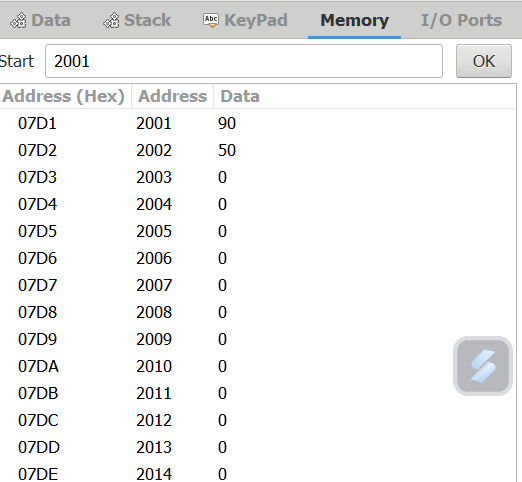 Data Stack Abc KeyPad Memory I/O Ports
Start 2001 OK
Address (Hex) Address Data
07D1 2001 90
07D2 2002 50
07D3 2003 0
07D4 2004 0
07D5 2005 0
07D6 2006 0
07D7 2007 0
07D8 2008 0
07D9 2009 0
07DA 2010 0
07DB 2011 0
07DC 2012 0
07DD 2013 0
07DE 2014 0